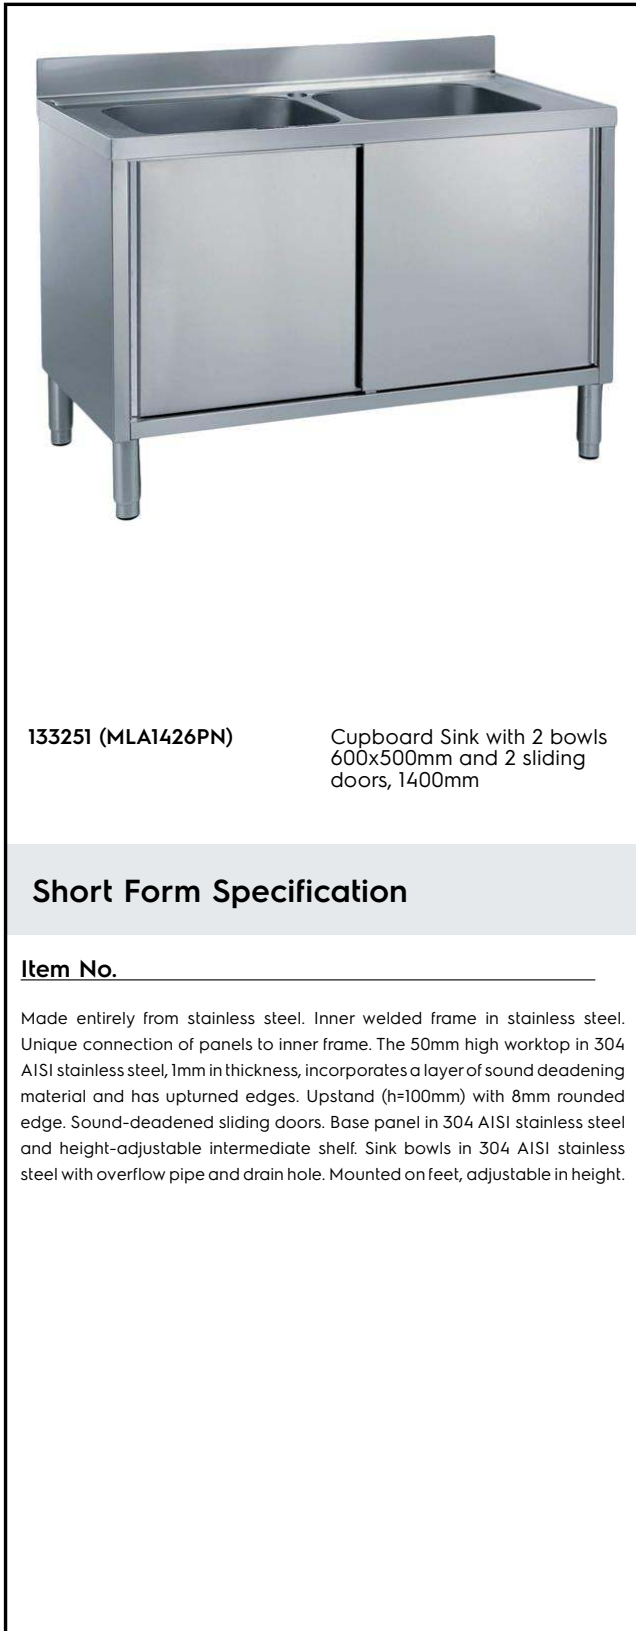 133251 (MLA1426PN)
Cupboard Sink with 2 bowls
600x500mm and 2 sliding
doors, 1400mm
Short Form Specification
Item No.
Made entirely from stainless steel. Inner welded frame in stainless steel.
Unique connection of panels to inner frame. The 50mm high worktop in 304
AISI stainless steel, 1mm in thickness, incorporates a layer of sound deadening
material and has upturned edges. Upstand (h=100mm) with 8mm rounded
edge. Sound-deadened sliding doors. Base panel in 304 AISI stainless steel
and height-adjustable intermediate shelf. Sink bowls in 304 AISI stainless
steel with overflow pipe and drain hole. Mounted on feet, adjustable in height.